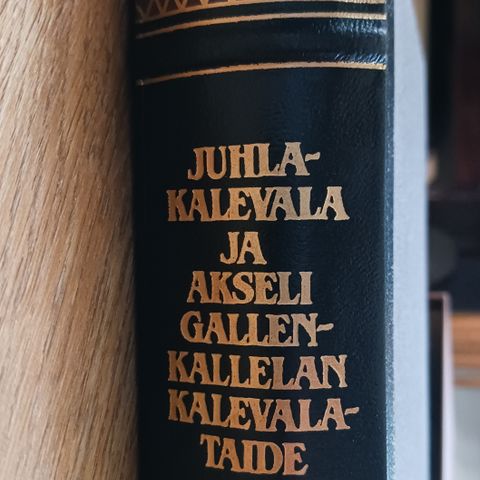 JUHLA-
KALEVALA
JA
AKSELI
GALLEN-
KALLELAN
KALEVALA-
TAIDE